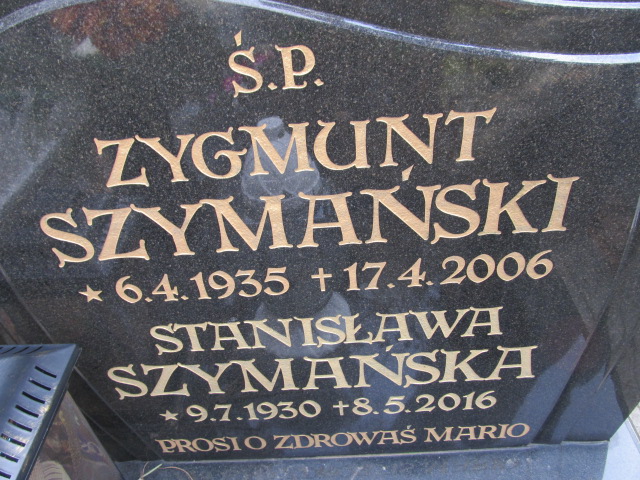 Ś.P.
ZYGMUNT
SZYMAŃSKI
★ 6.4.1935 † 17.4.2006
STANISŁAWA
SZYMAŃSKA
★ 9.7.1930 † 8.5.2016
PROSI O ZDROWAŚ MARIO